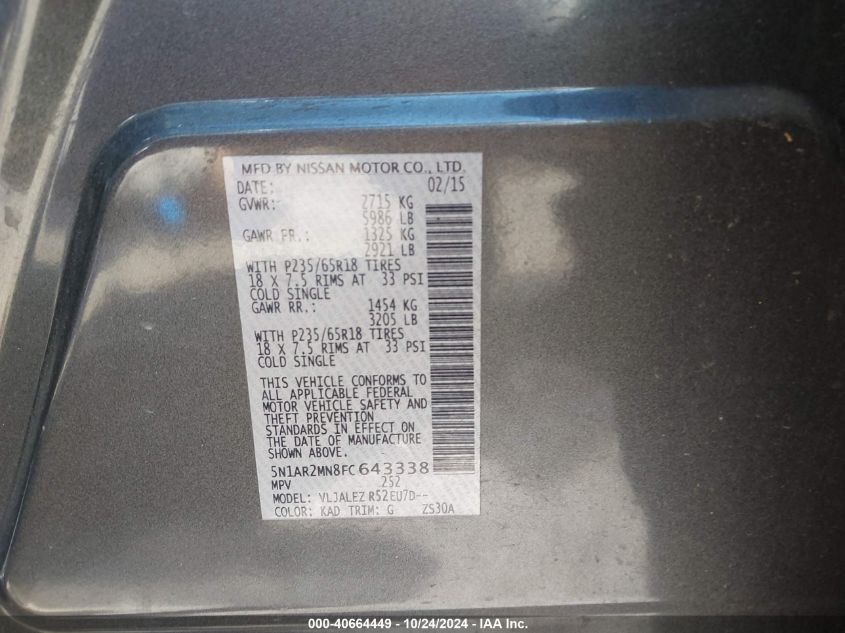 MFD BY NISSAN MOTOR CO., LTD.
DATE: 02/15
GVWR: 2715 KG
5986 LB
GAWR FR.: 1325 KG
2921 LB
WITH P235/65R18 TIRES
18 X 7.5 RIMS AT 33 PSI
COLD SINGLE
GAWR RR.: 1454 KG
3205 LB
WITH P235/65R18 TIRES
18 X 7.5 RIMS AT 33 PSI
COLD SINGLE
THIS VEHICLE CONFORMS TO
ALL APPLICABLE FEDERAL
MOTOR VEHICLE SAFETY AND
THEFT PREVENTION
STANDARDS IN EFFECT ON
THE DATE OF MANUFACTURE
SHOWN ABOVE.
5N1AR2MN8FC 643338
MPV .252
MODEL: VLJALEZ R52EU7D--
COLOR: KAD TRIM: G ZS30A
000-40664449 - 10/24/2024 - IAA Inc.